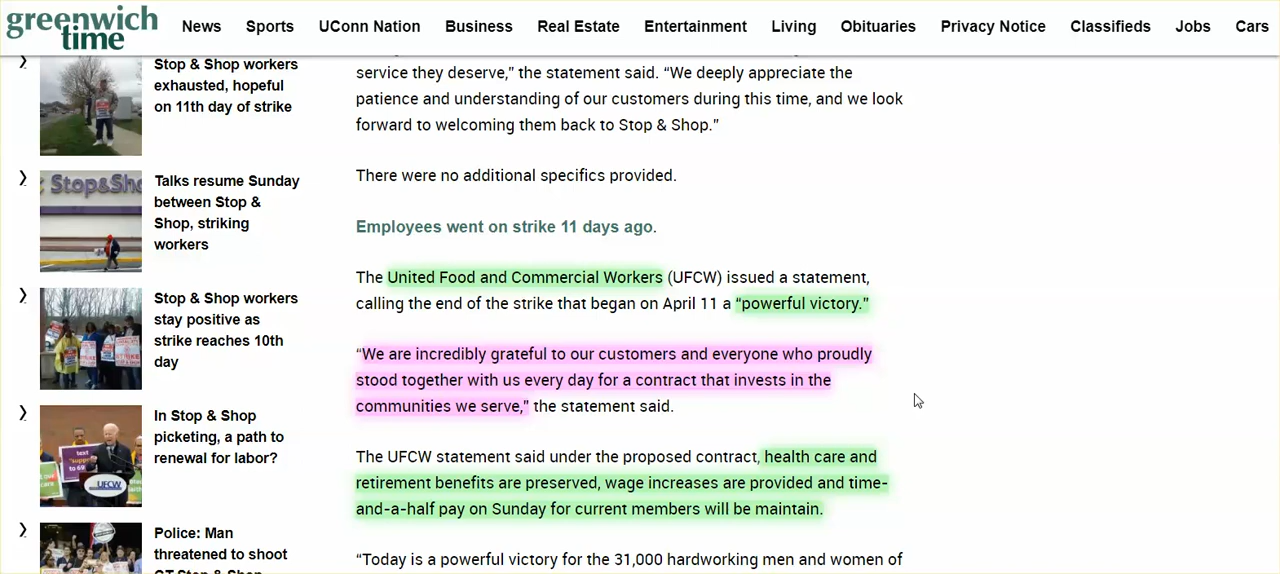 greenwich
time
News Sports UConn Nation Business Real Estate Entertainment Living Obituaries Privacy Notice Classifieds Jobs Cars
Stop & Shop workers
exhausted, hopeful
on 11th day of strike
Talks resume Sunday
between Stop &
Shop, striking
workers
Stop & Shop workers
stay positive as
strike reaches 10th
day
In Stop & Shop
picketing, a path to
renewal for labor?
Police: Man
threatened to shoot
service they deserve,” the statement said. “We deeply appreciate the
patience and understanding of our customers during this time, and we look
forward to welcoming them back to Stop & Shop.”
There were no additional specifics provided.
Employees went on strike 11 days ago.
The United Food and Commercial Workers (UFCW) issued a statement,
calling the end of the strike that began on April 11 a “powerful victory.”
“We are incredibly grateful to our customers and everyone who proudly
stood together with us every day for a contract that invests in the
communities we serve,” the statement said.
The UFCW statement said under the proposed contract, health care and
retirement benefits are preserved, wage increases are provided and time-
and-a-half pay on Sunday for current members will be maintain.
“Today is a powerful victory for the 31,000 hardworking men and women of
Stop&Sho
UFCW